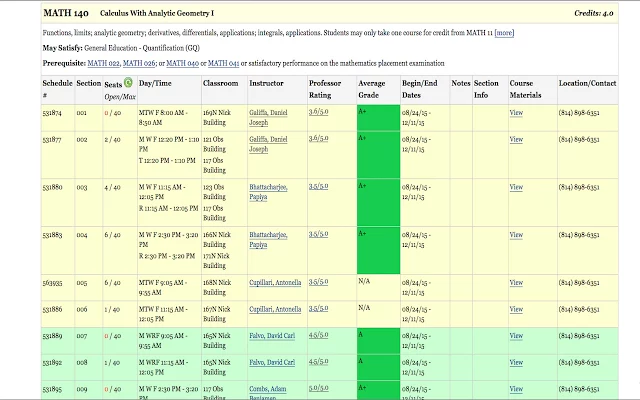 MATH 140 Calculus With Analytic Geometry I Credits: 4.0
Functions, limits; analytic geometry; derivatives, differentials, applications; integrals, applications. Students may only take one course for credit from MATH 11 [more]
May Satisfy: General Education - Quantification (GQ)
Prerequisite: MATH 022, MATH 026; or MATH 040 or MATH 041 or satisfactory performance on the mathematics placement examination
Schedule # Section Seats Open/Max Day/Time Classroom Instructor Professor Rating Average Grade Begin/End Dates Notes Section Info Course Materials Location/Contact
531874 001 0 / 40 MTW F 8:00 AM - 8:50 AM 169N Nick Building Galiffa, Daniel Joseph 3.6/5.0 A+ 08/24/15 - 12/11/15 View (814) 898-6351
531877 002 2 / 40 M W F 12:20 PM - 1:10 PM T 12:20 PM - 1:10 PM 121 Obs Building 117 Obs Building Galiffa, Daniel Joseph 3.6/5.0 A+ 08/24/15 - 12/11/15 View (814) 898-6351
531880 003 4 / 40 M W F 11:15 AM - 12:05 PM R 11:15 AM - 12:05 PM 123 Obs Building 117 Obs Building Bhattacharjee, Papiya 3.5/5.0 A+ 08/24/15 - 12/11/15 View (814) 898-6351
531883 004 6 / 40 M W F 2:30 PM - 3:20 PM R 2:30 PM - 3:20 PM 166N Nick Building 171N Nick Building Bhattacharjee, Papiya 3.5/5.0 A+ 08/24/15 - 12/11/15 View (814) 898-6351
563935 005 6 / 40 MTW F 9:05 AM - 9:55 AM 168N Nick Building Cupillari, Antonella 3.5/5.0 N/A 08/24/15 - 12/11/15 View (814) 898-6351
531886 006 1 / 40 MTW F 11:15 AM - 12:05 PM 167N Nick Building Cupillari, Antonella 3.5/5.0 N/A 08/24/15 - 12/11/15 View (814) 898-6351
531889 007 0 / 40 M WRF 9:05 AM - 9:55 AM 165N Nick Building Falvo, David Carl 4.5/5.0 A 08/24/15 - 12/11/15 View (814) 898-6351
531892 008 1 / 40 M WRF 11:15 AM - 12:05 PM 165N Nick Building Falvo, David Carl 4.5/5.0 A 08/24/15 - 12/11/15 View (814) 898-6351
531895 009 0 / 40 M W F 2:30 PM - 3:20 117 Obs Building Combs, Adam 5.0/5.0 A+ 08/24/15 - 12/11/15 View (814) 898-6351